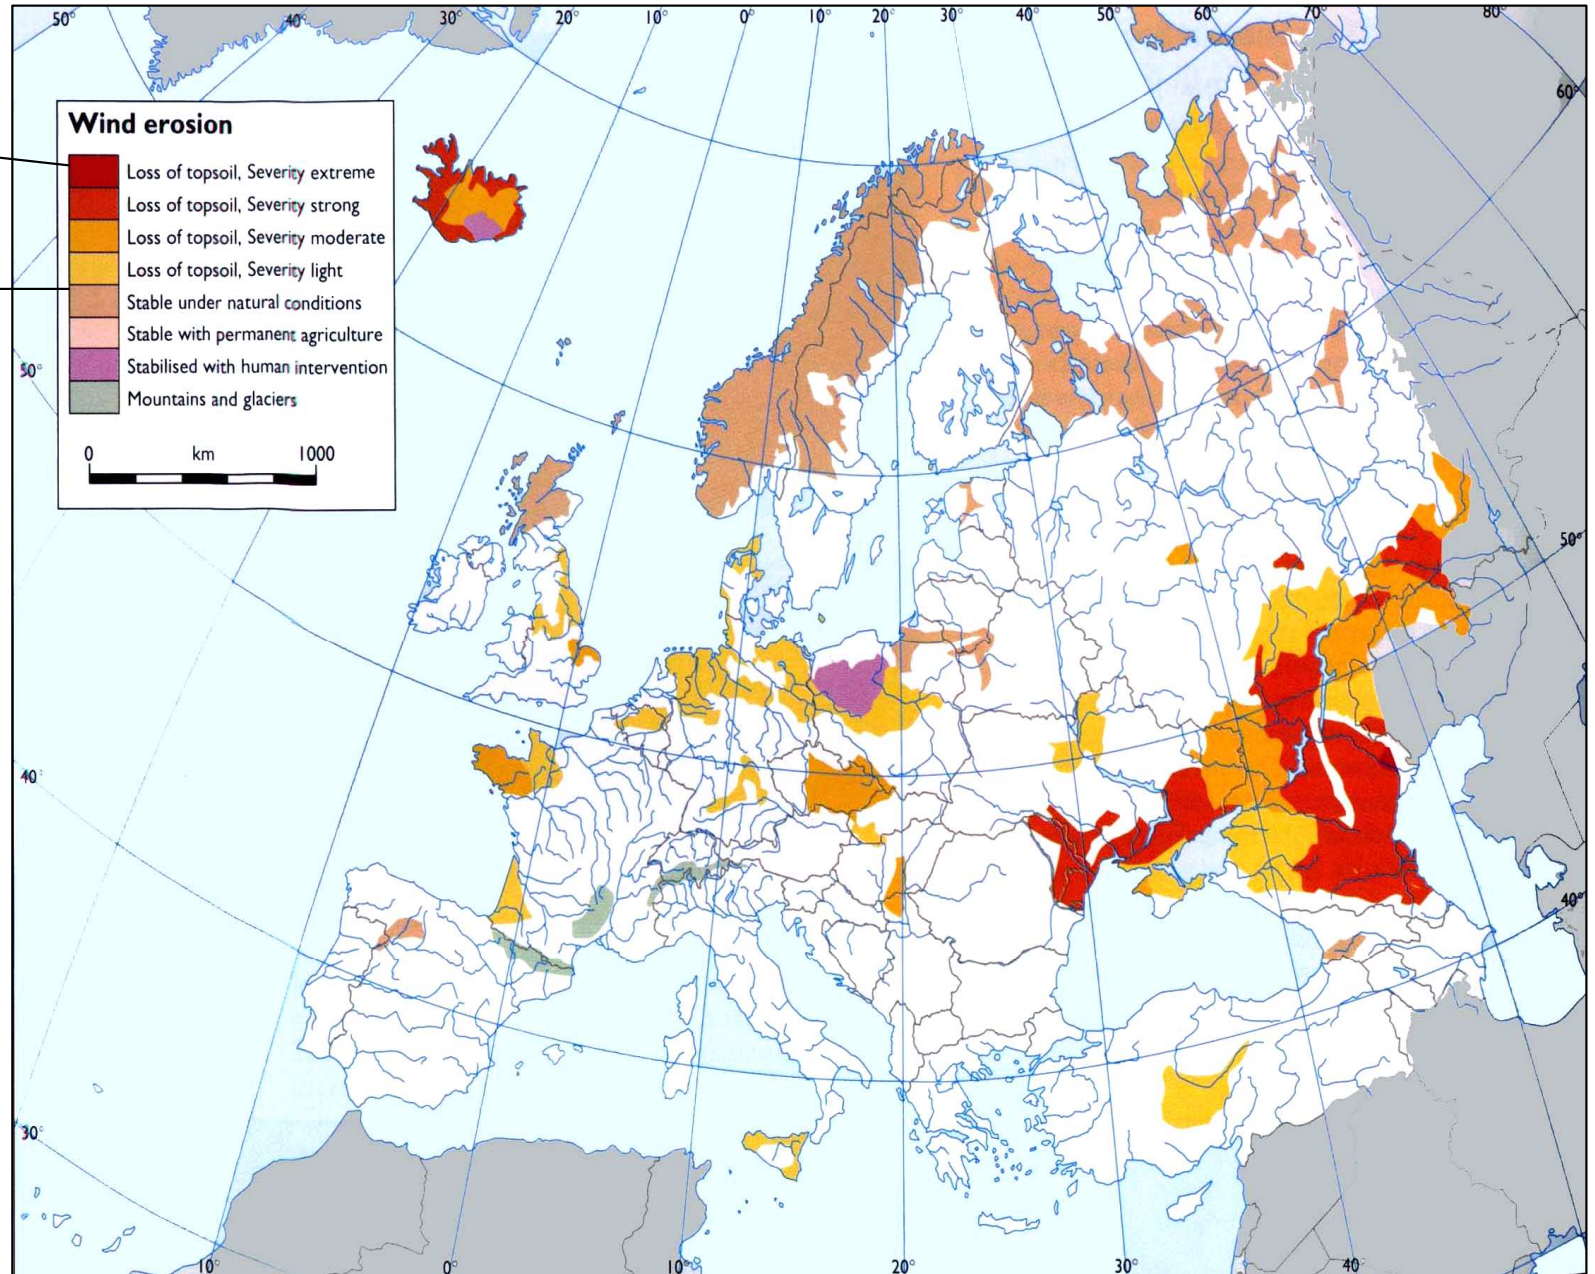 50° 40° 30° 20° 10° 0° 10° 20° 30° 40° 50° 60° 70° 80°
60°
Wind erosion
Loss of topsoil, Severity extreme
Loss of topsoil, Severity strong
Loss of topsoil, Severity moderate
Loss of topsoil, Severity light
Stable under natural conditions
Stable with permanent agriculture
Stabilised with human intervention
Mountains and glaciers
0 km 1000
50°
50°
40°
40°
30°
10° 0° 10° 20° 30° 40°